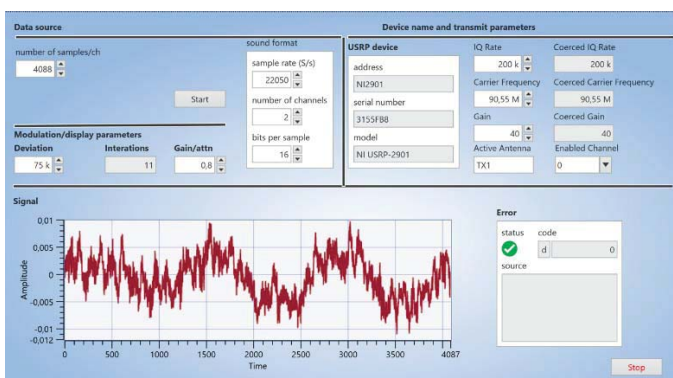 Data source
number of samples/ch
4088
Start
sound format
sample rate (S/s)
22050
number of channels
2
bits per sample
16
Modulation/display parameters
Deviation
Interations
Gain/attn
75 k
11
0,8
Device name and transmit parameters
USRP device
address
NI2901
serial number
3155FB8
model
NI USRP-2901
IQ Rate
Coerced IQ Rate
200 k
200 k
Carrier Frequency
Coerced Carrier Frequency
90,55 M
90,55 M
Gain
Coerced Gain
40
40
Active Antenna
Enabled Channel
TX1
0
Signal
0,01
0,005
0
-0,005
-0,01
-0,012
Amplitude
0
500
1000
1500
2000
2500
3000
3500
4087
Time
Error
status
code
d
0
source
Stop